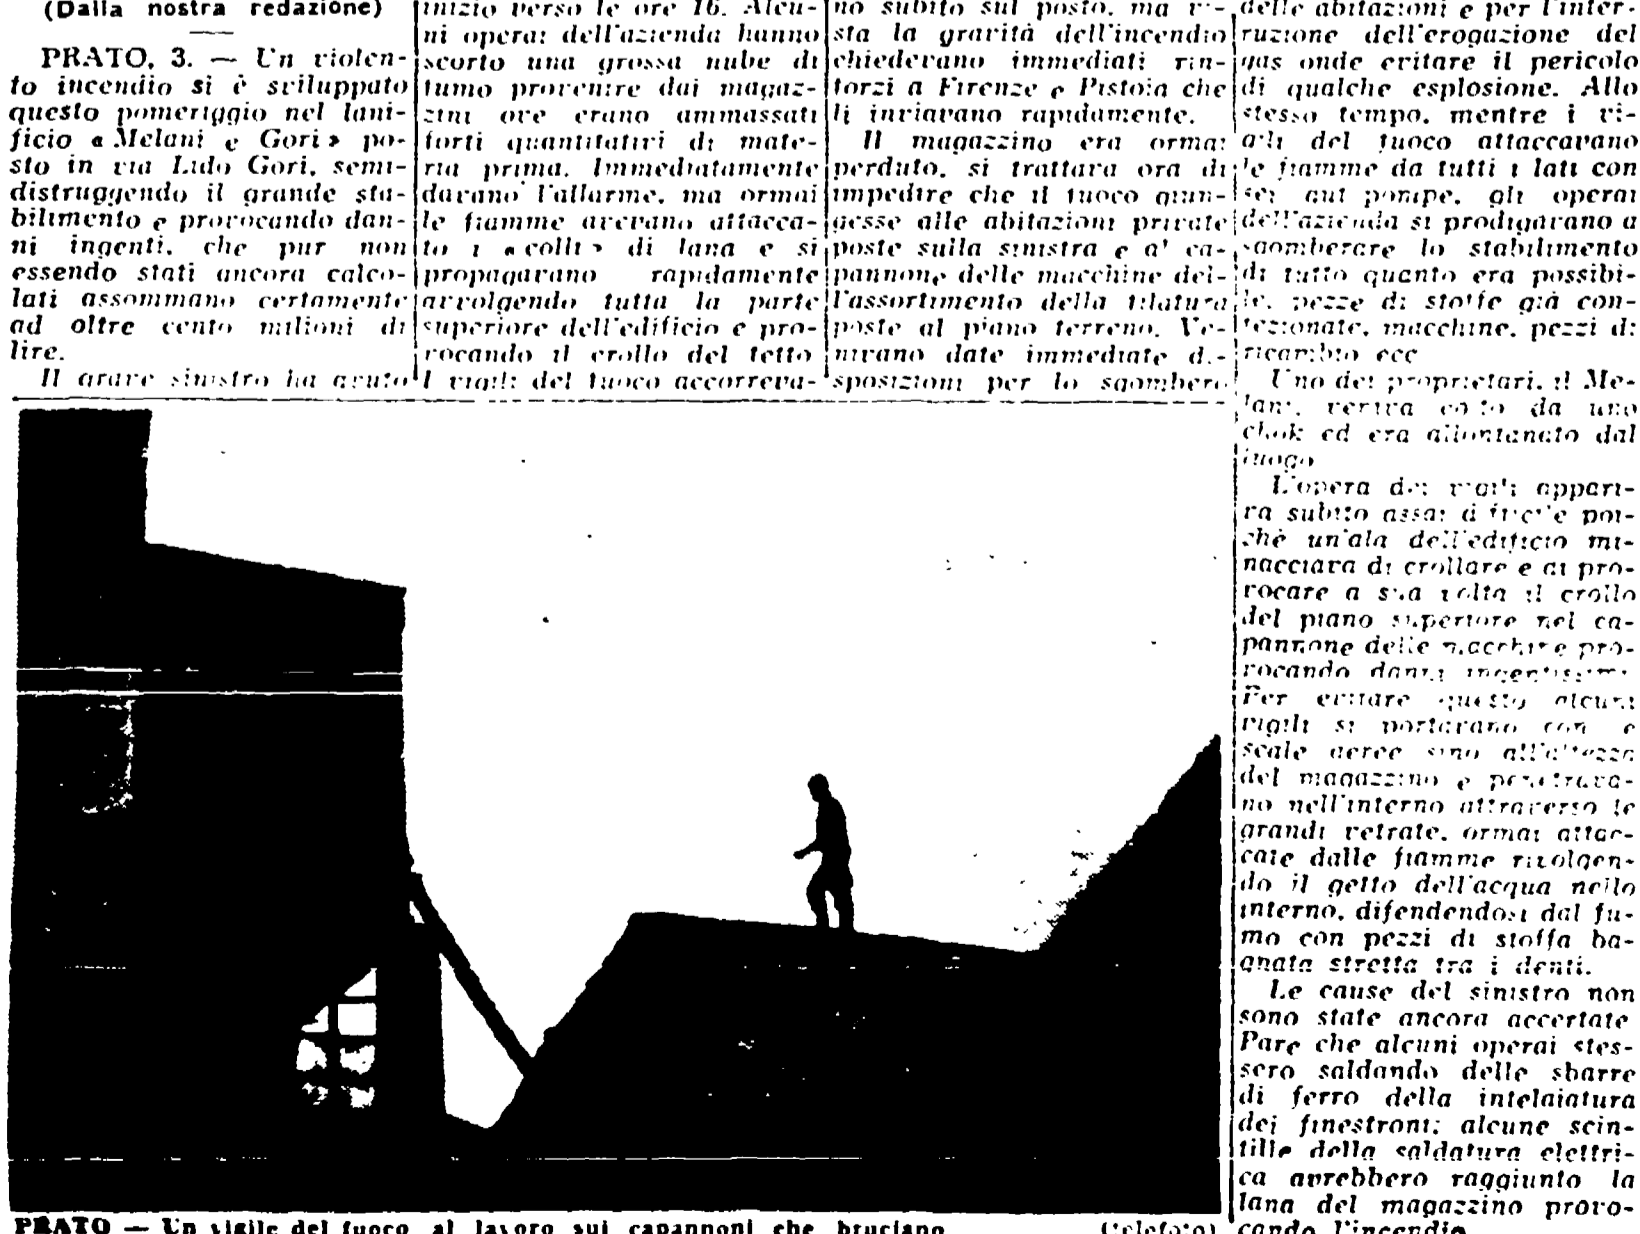 (Dalla nostra redazione)
PRATO, 3. — Un violen-
to incendio si è sviluppato
questo pomeriggio nel lani-
ficio «Melani e Gori» po-
sto in via Lido Gori, semi-
distruggendo il grande sta-
bilimento e provocando dan-
ni ingenti, che pur non
essendo stati ancora calco-
lati assommano certamente
ad oltre cento milioni di
lire.
Il grave sinistro ha avuto
inizio verso le ore 16. Alcu-
ni operai dell'azienda hanno
scorto una grossa nube di
fumo provenire dai magaz-
zini ove erano ammassati
forti quantitativi di mate-
ria prima. Immediatamente
davano l'allarme, ma ormai
le fiamme avevano attacca-
to i «colli» di lana e si
propagavano rapidamente
avvolgendo tutta la parte
superiore dell'edificio e pro-
vocando il crollo del tetto
I vigili del fuoco accorreva-
no subito sul posto, ma vi-
sta la gravità dell'incendio
chiedevano immediati rin-
forzi a Firenze e Pistoia che
li inviavano rapidamente.
Il magazzino era ormai
perduto, si trattava ora di
impedire che il fuoco giun-
gesse alle abitazioni private
poste sulla sinistra e al ca-
pannone delle macchine del-
l'assortimento della filatura
poste al piano terreno. Ve-
nivano date immediate di-
sposizioni per lo sgombero
delle abitazioni e per l'inter-
ruzione dell'erogazione del
gas onde evitare il pericolo
di qualche esplosione. Allo
stesso tempo, mentre i vi-
gili del fuoco attaccavano
le fiamme da tutti i lati con
sei aut pompe, gli operai
dell'azienda si prodigavano a
sgomberare lo stabilimento
di tutto quanto era possibi-
le, pezze di stoffe già con-
fezionate, macchine, pezzi di
ricambio ecc
Uno dei proprietari, il Me-
lani, veniva colto da uno
chok ed era allontanato dal
luogo
L'opera dei vigili appari-
va subito assai difficile poi-
chè un'ala dell'edificio mi-
nacciava di crollare e di pro-
vocare a sua volta il crollo
del piano superiore nel ca-
pannone delle macchine pro-
vocando danni ingentissimi.
Per evitare questo alcuni
vigili si portavano con le
scale aeree sino all'altezza
del magazzino e penetrava-
no nell'interno attraverso le
grandi vetrate, ormai attac-
cate dalle fiamme rivolgen-
do il getto dell'acqua nello
interno, difendendosi dal fu-
mo con pezzi di stoffa ba-
gnata stretta tra i denti.
Le cause del sinistro non
sono state ancora accertate
Pare che alcuni operai stes-
sero saldando delle sbarre
di ferro della intelaiatura
dei finestroni; alcune scin-
tille della saldatura elettri-
ca avrebbero raggiunto la
lana del magazzino provo-
cando l'incendio
PRATO — Un vigile del fuoco al lavoro sui capannoni che bruciano (telefoto)